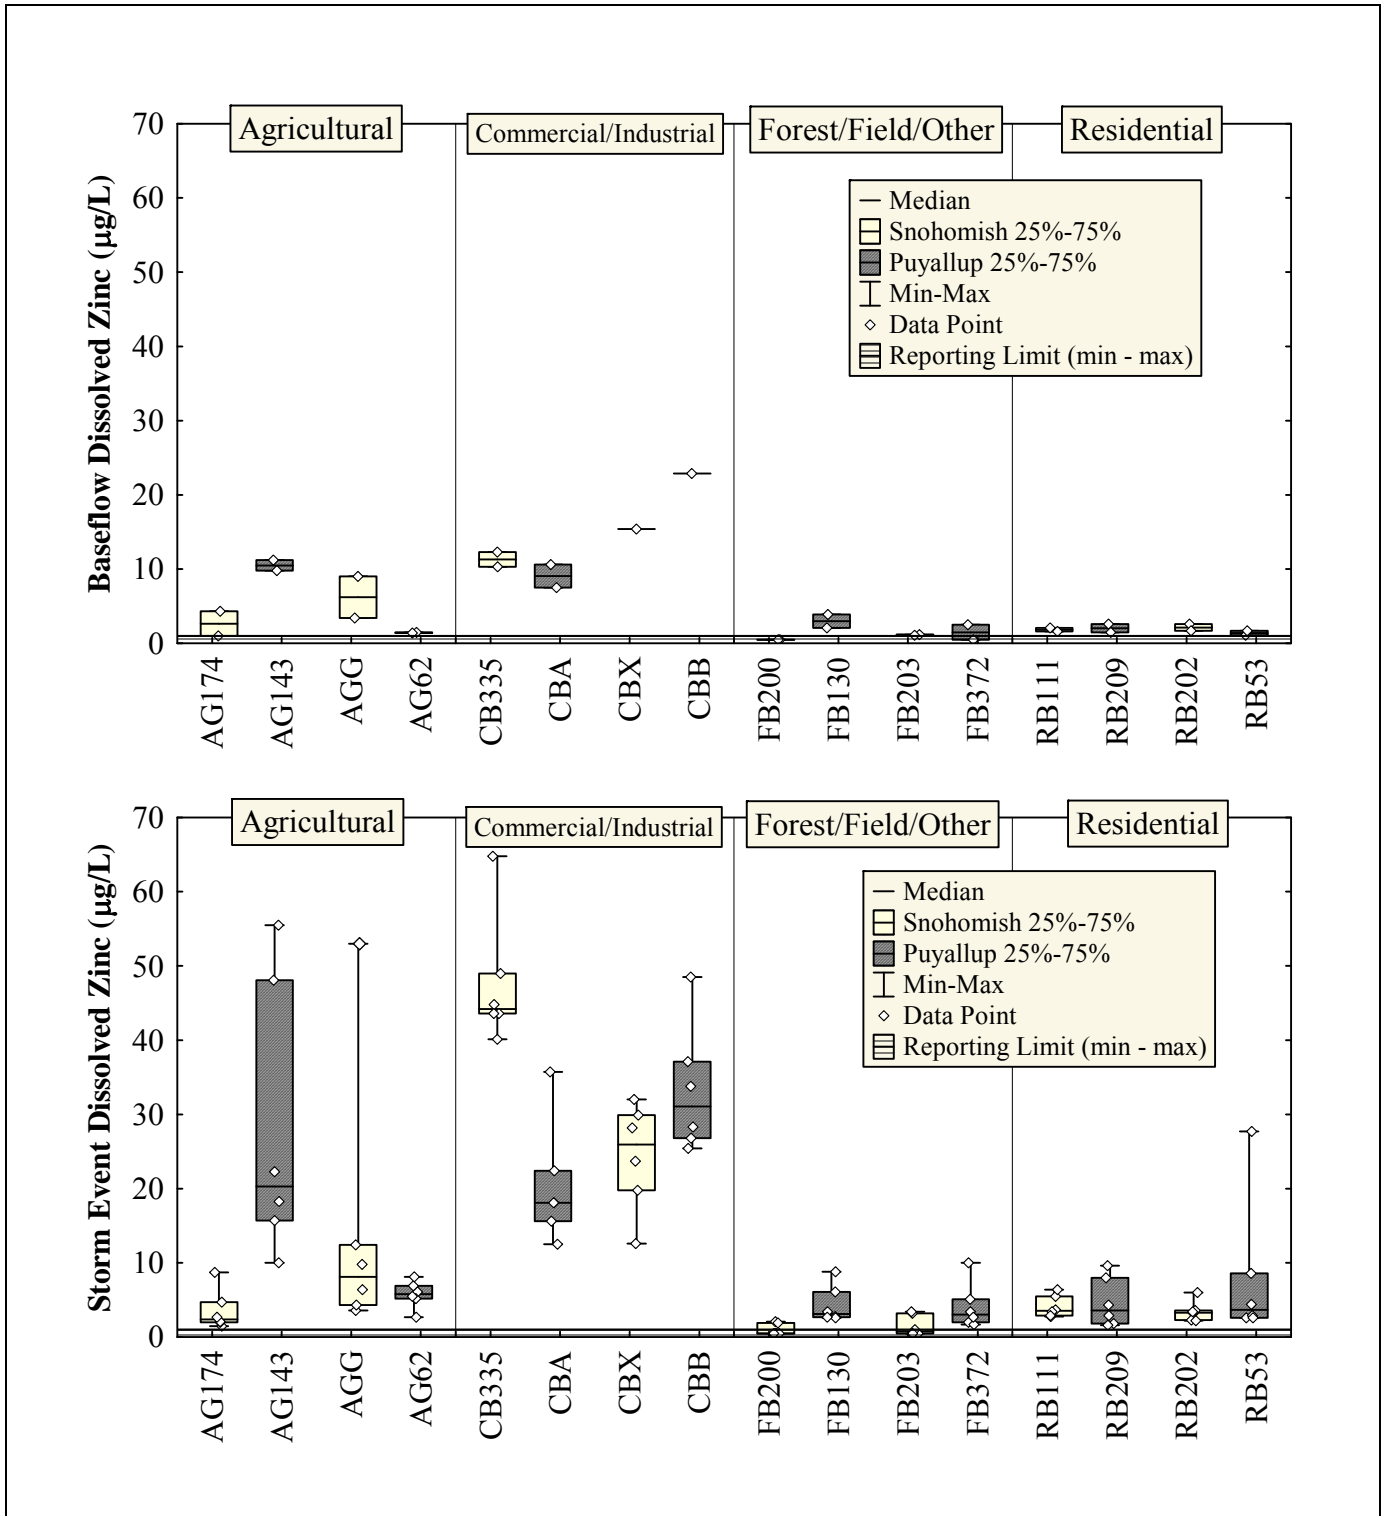 Agricultural
Commercial/Industrial
Forest/Field/Other
Residential
Baseflow Dissolved Zinc (µg/L)
70
60
50
40
30
20
10
0
Median
Snohomish 25%-75%
Puyallup 25%-75%
Min-Max
Data Point
Reporting Limit (min - max)
AG174
AG143
AGG
AG62
CB335
CBA
CBX
CBB
FB200
FB130
FB203
FB372
RB111
RB209
RB202
RB53
Agricultural
Commercial/Industrial
Forest/Field/Other
Residential
Storm Event Dissolved Zinc (µg/L)
70
60
50
40
30
20
10
0
Median
Snohomish 25%-75%
Puyallup 25%-75%
Min-Max
Data Point
Reporting Limit (min - max)
AG174
AG143
AGG
AG62
CB335
CBA
CBX
CBB
FB200
FB130
FB203
FB372
RB111
RB209
RB202
RB53